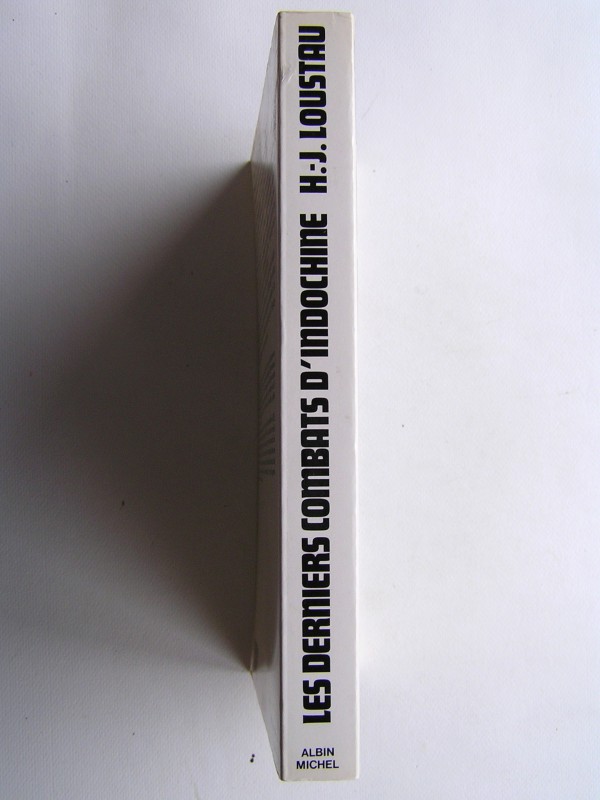 LES DERNIERS COMBATS D'INDOCHINE H.-J. LOUSTAU
ALBIN
MICHEL